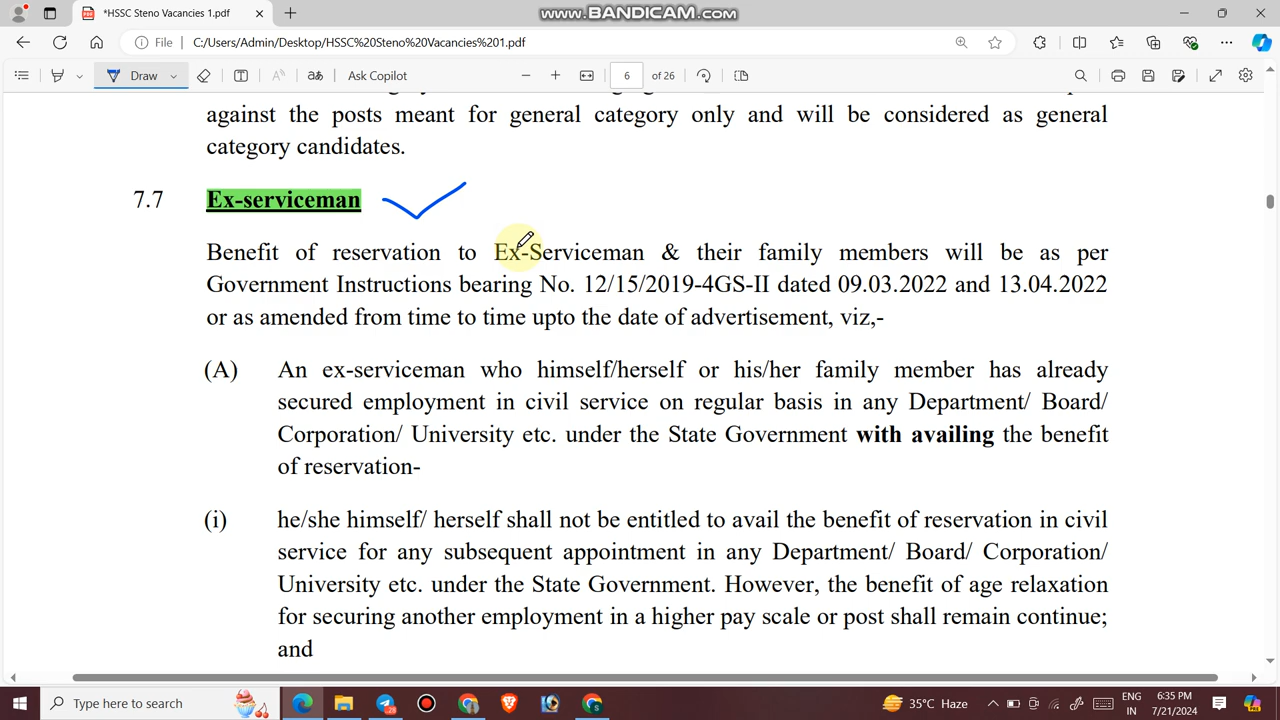 *HSSC Steno Vacancies 1.pdf
WWW.BANDICAM.COM
File
C:/Users/Admin/Desktop/HSSC%20Steno%20Vacancies%201.pdf
Draw
Ask Copilot
6 of 26
against the posts meant for general category only and will be considered as general
category candidates.
7.7 Ex-serviceman
Benefit of reservation to Ex-Serviceman & their family members will be as per
Government Instructions bearing No. 12/15/2019-4GS-II dated 09.03.2022 and 13.04.2022
or as amended from time to time upto the date of advertisement, viz,-
(A) An ex-serviceman who himself/herself or his/her family member has already
secured employment in civil service on regular basis in any Department/ Board/
Corporation/ University etc. under the State Government with availing the benefit
of reservation-
(i) he/she himself/ herself shall not be entitled to avail the benefit of reservation in civil
service for any subsequent appointment in any Department/ Board/ Corporation/
University etc. under the State Government. However, the benefit of age relaxation
for securing another employment in a higher pay scale or post shall remain continue;
and
Type here to search
35°C Haze
ENG
IN
6:35 PM
7/21/2024